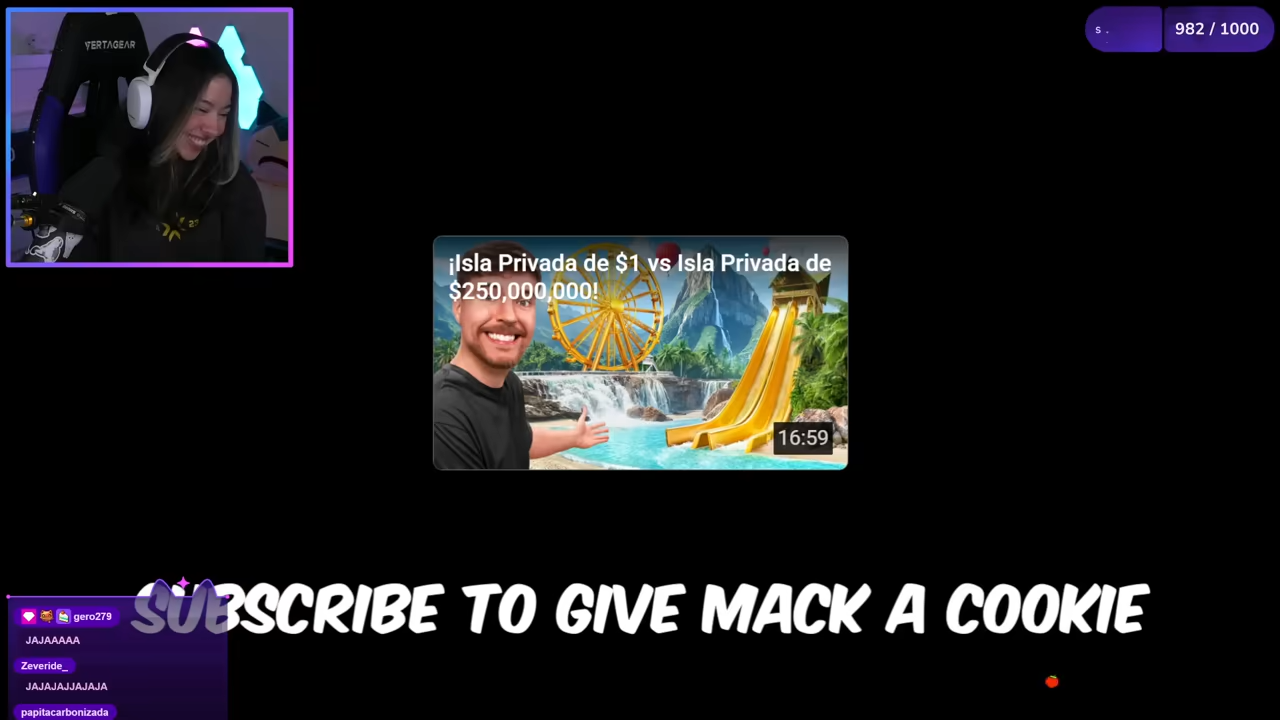 VERTAGEAR
s .
982 / 1000
¡Isla Privada de $1 vs Isla Privada de
$250,000,000!
16:59
SUBSCRIBE TO GIVE MACK A COOKIE
gero279
JAJAAAAA
Zeveride_
JAJAJAJJAJAJA
papitacarbonizada